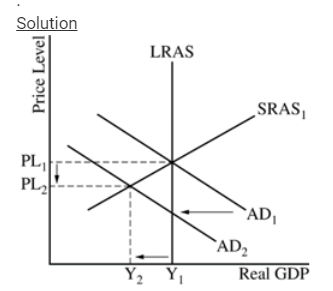 .
Solution
Price Level
LRAS
SRAS1
PL1
PL2
AD1
AD2
Y2 Y1 Real GDP